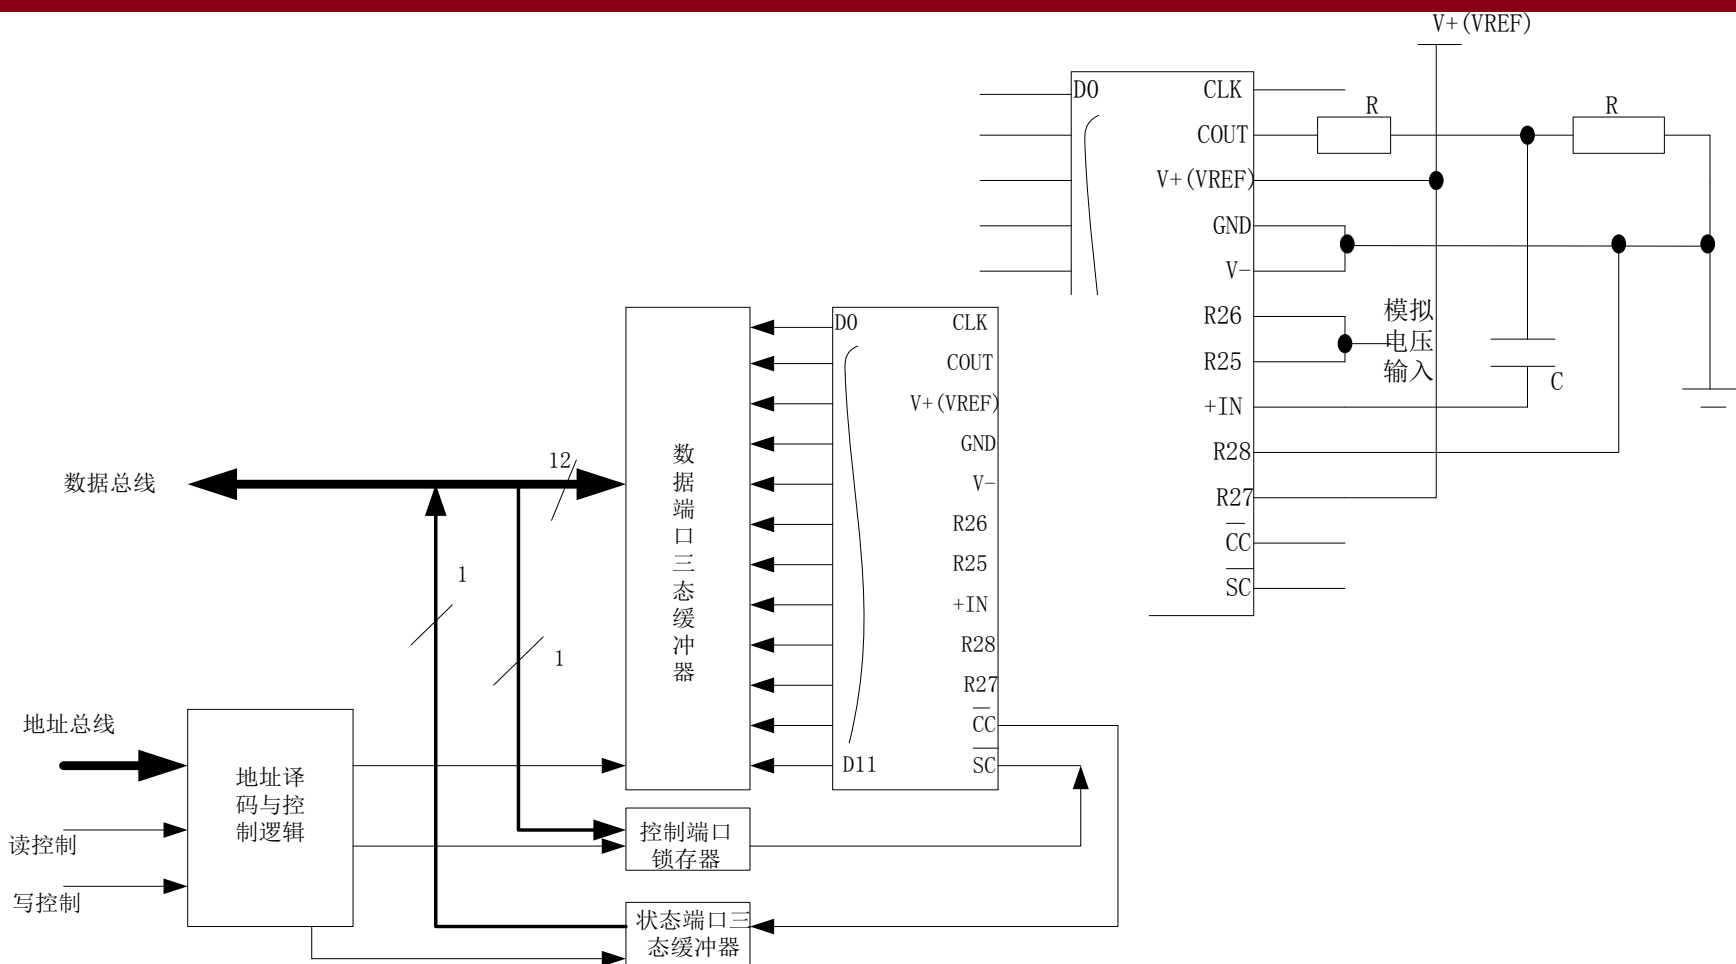 V+(VREF)
D0
CLK
R
R
COUT
V+(VREF)
GND
V-
R26
R25
模拟
电压
输入
+IN
C
R28
R27
CC
SC
D0
CLK
COUT
V+(VREF)
GND
V-
R26
R25
+IN
R28
R27
CC
SC
D11
数据端口三态缓冲器
数据总线
12
1
1
地址总线
地址译
码与控
制逻辑
读控制
写控制
控制端口
锁存器
状态端口三
态缓冲器